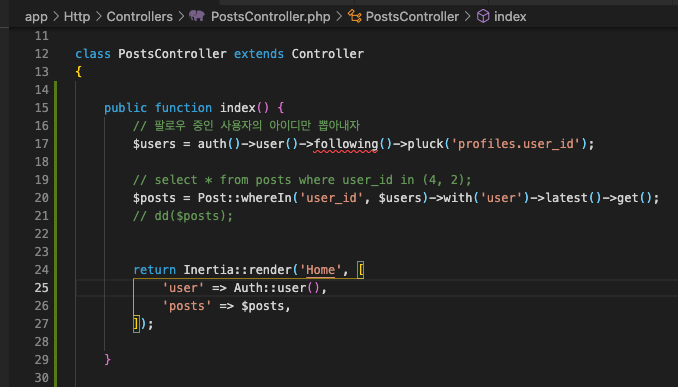 app > Http > Controllers > PostsController.php > PostsController > index
11
12 class PostsController extends Controller
13 {
14
15 public function index() {
16 // 팔로우 중인 사용자의 아이디만 뽑아내자
17 $users = auth()->user()->following()->pluck('profiles.user_id');
18
19 // select * from posts where user_id in (4, 2);
20 $posts = Post::whereIn('user_id', $users)->with('user')->latest()->get();
21 // dd($posts);
22
23
24 return Inertia::render('Home', [
25 'user' => Auth::user(),
26 'posts' => $posts,
27 ]);
28
29 }
30